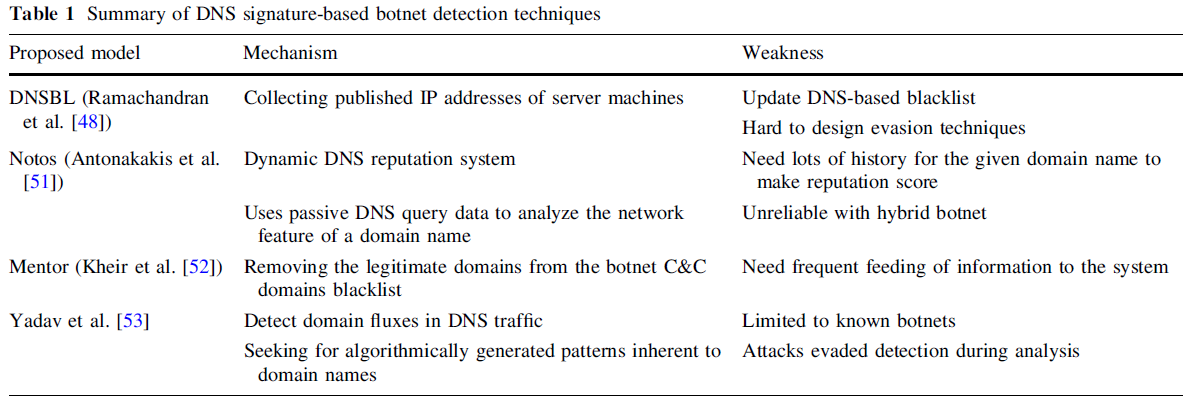 Table 1 Summary of DNS signature-based botnet detection techniques
Proposed model Mechanism Weakness
DNSBL (Ramachandran Collecting published IP addresses of server machines Update DNS-based blacklist
et al. [48]) Hard to design evasion techniques
Notos (Antonakakis et al. Dynamic DNS reputation system Need lots of history for the given domain name to
[51]) make reputation score
Uses passive DNS query data to analyze the network Unreliable with hybrid botnet
feature of a domain name
Mentor (Kheir et al. [52]) Removing the legitimate domains from the botnet C&C Need frequent feeding of information to the system
domains blacklist
Yadav et al. [53] Detect domain fluxes in DNS traffic Limited to known botnets
Seeking for algorithmically generated patterns inherent to Attacks evaded detection during analysis
domain names